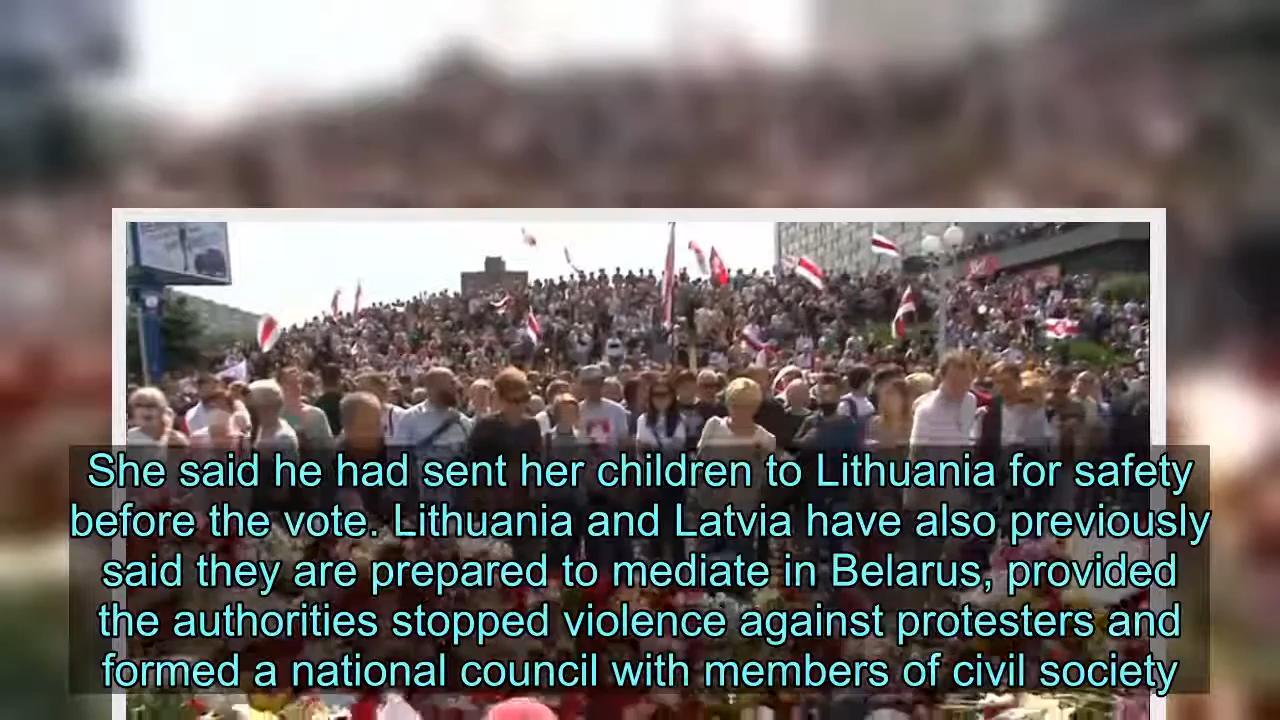 She said he had sent her children to Lithuania for safety
before the vote. Lithuania and Latvia have also previously
said they are prepared to mediate in Belarus, provided
the authorities stopped violence against protesters and
formed a national council with members of civil society